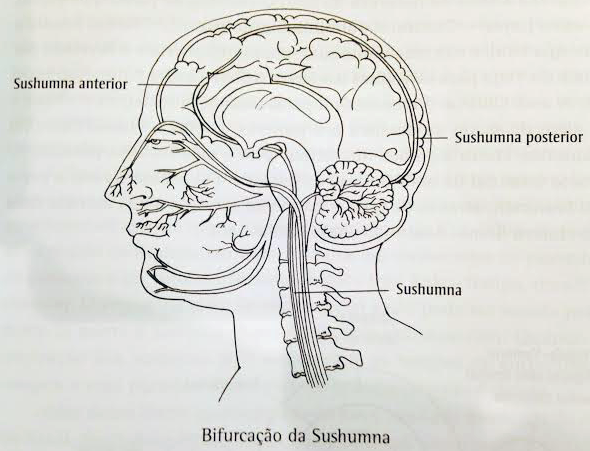 Sushumna anterior
Sushumna posterior
Sushumna
Bifurcação da Sushumna